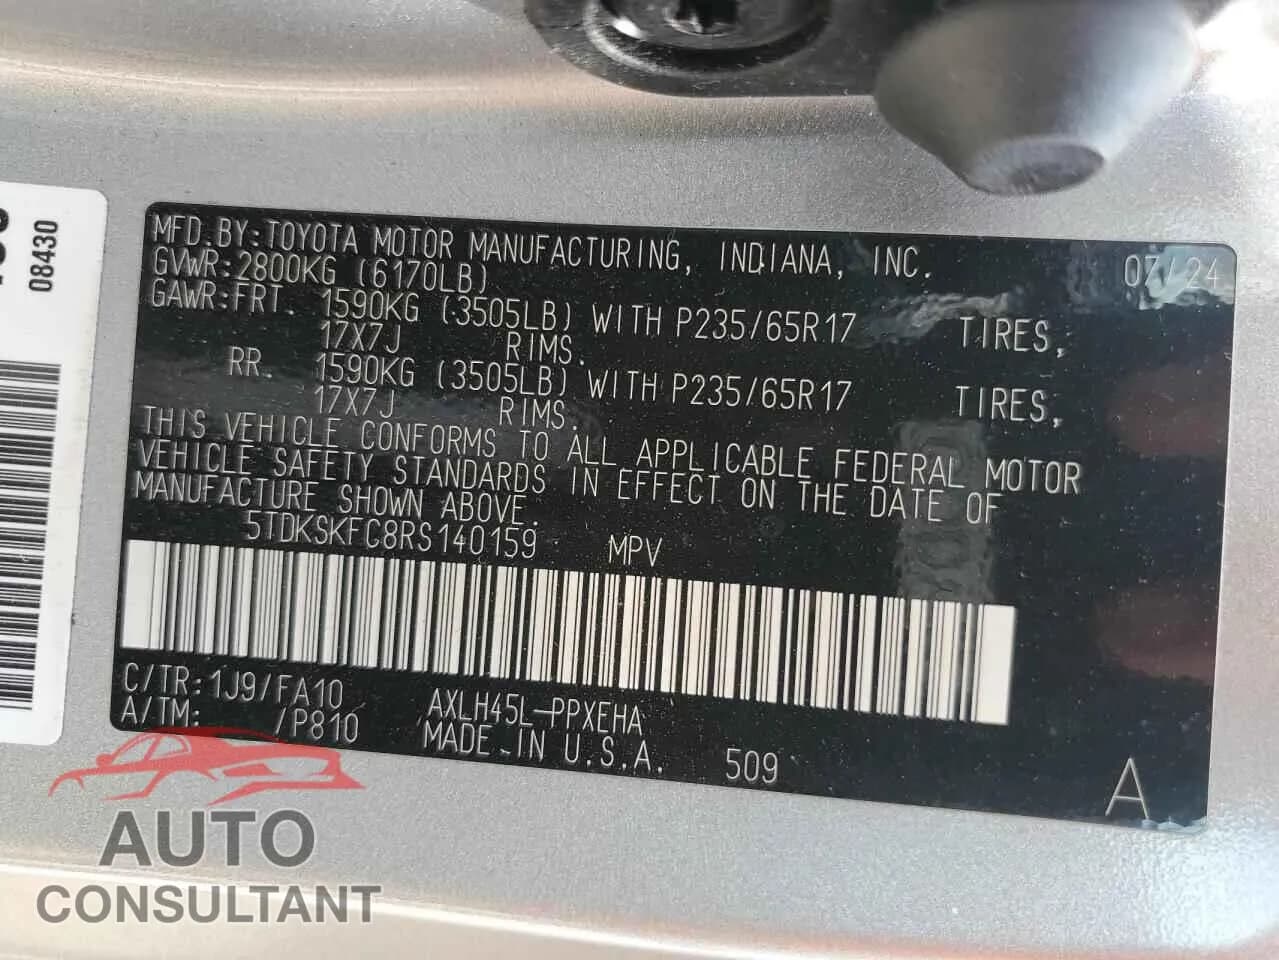 MFD.BY:TOYOTA MOTOR MANUFACTURING, INDIANA, INC. 07/24
GVWR:2800KG (6170LB)
GAWR:FRT. 1590KG (3505LB) WITH P235/65R17 TIRES,
17X7J RIMS.
RR. 1590KG (3505LB) WITH P235/65R17 TIRES,
17X7J RIMS.
THIS VEHICLE CONFORMS TO ALL APPLICABLE FEDERAL MOTOR
VEHICLE SAFETY STANDARDS IN EFFECT ON THE DATE OF
MANUFACTURE SHOWN ABOVE.
5TDKSKFC8RS140159 MPV
C/TR:1J9/FA10 AXLH45L-PPXEHA
A/TM: /P810 MADE IN U.S.A. 509 A
08430
AUTO
CONSULTANT